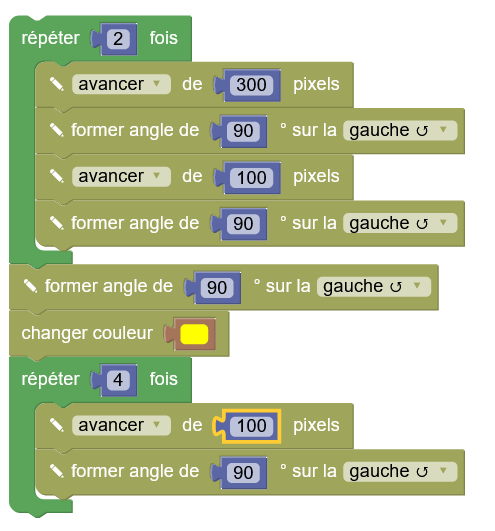 répéter 2 fois
avancer de 300 pixels
former angle de 90 ° sur la gauche ↺
avancer de 100 pixels
former angle de 90 ° sur la gauche ↺
former angle de 90 ° sur la gauche ↺
changer couleur
répéter 4 fois
avancer de 100 pixels
former angle de 90 ° sur la gauche ↺